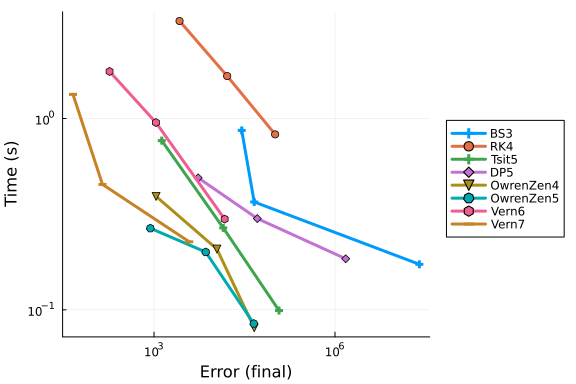 Time (s)
10⁰
10⁻¹
10³
10⁶
Error (final)
BS3
RK4
Tsit5
DP5
OwrenZen4
OwrenZen5
Vern6
Vern7